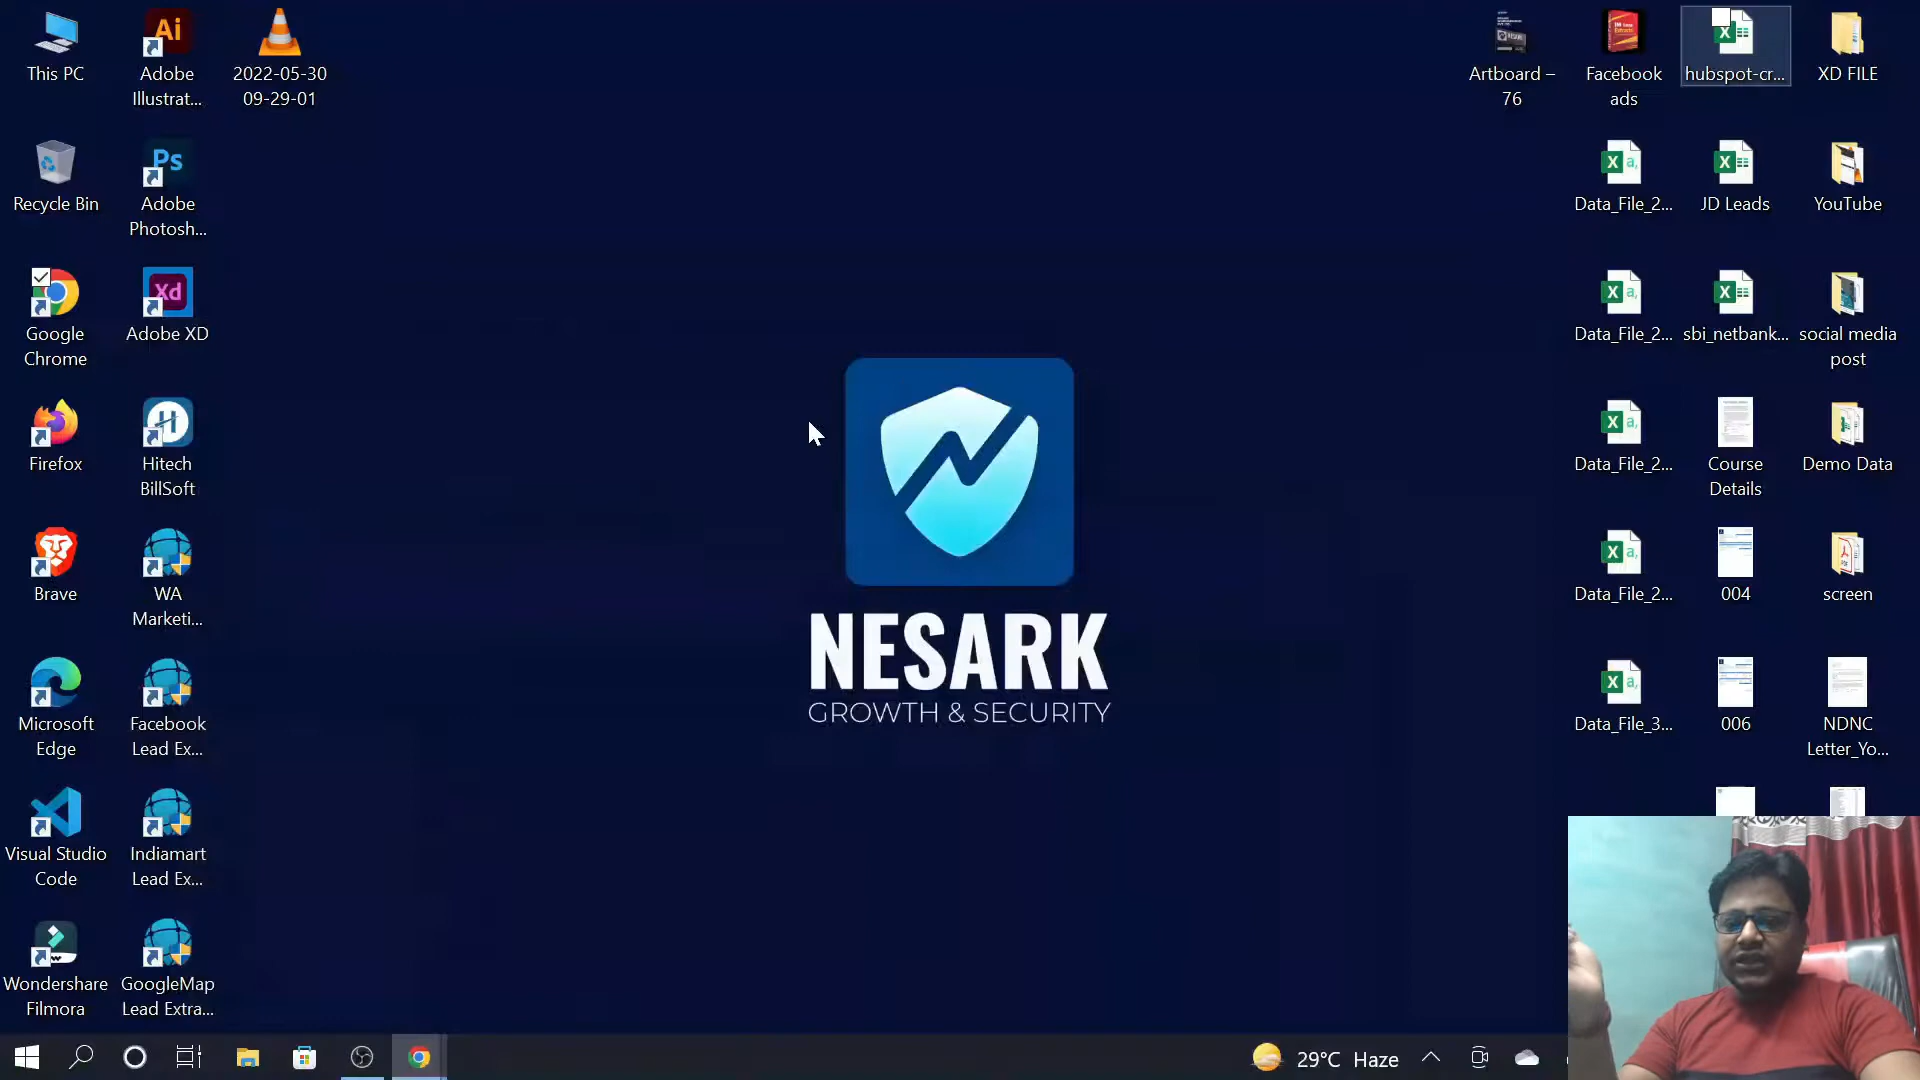 This PC
Adobe
Illustrat...
2022-05-30
09-29-01
Artboard –
76
Facebook
ads
hubspot-cr...
XD FILE
Recycle Bin
Adobe
Photosh...
Data_File_2...
JD Leads
YouTube
Google
Chrome
Adobe XD
Data_File_2...
sbi_netbank...
social media
post
Firefox
Hitech
BillSoft
Data_File_2...
Course
Details
Demo Data
Brave
WA
Marketi...
Data_File_2...
004
screen
Microsoft
Edge
Facebook
Lead Ex...
Data_File_3...
006
NDNC
Letter_Yo...
Visual Studio
Code
Indiamart
Lead Ex...
Wondershare
Filmora
GoogleMap
Lead Extra...
NESARK
GROWTH & SECURITY
29°C Haze
Ai
Ps
Xd